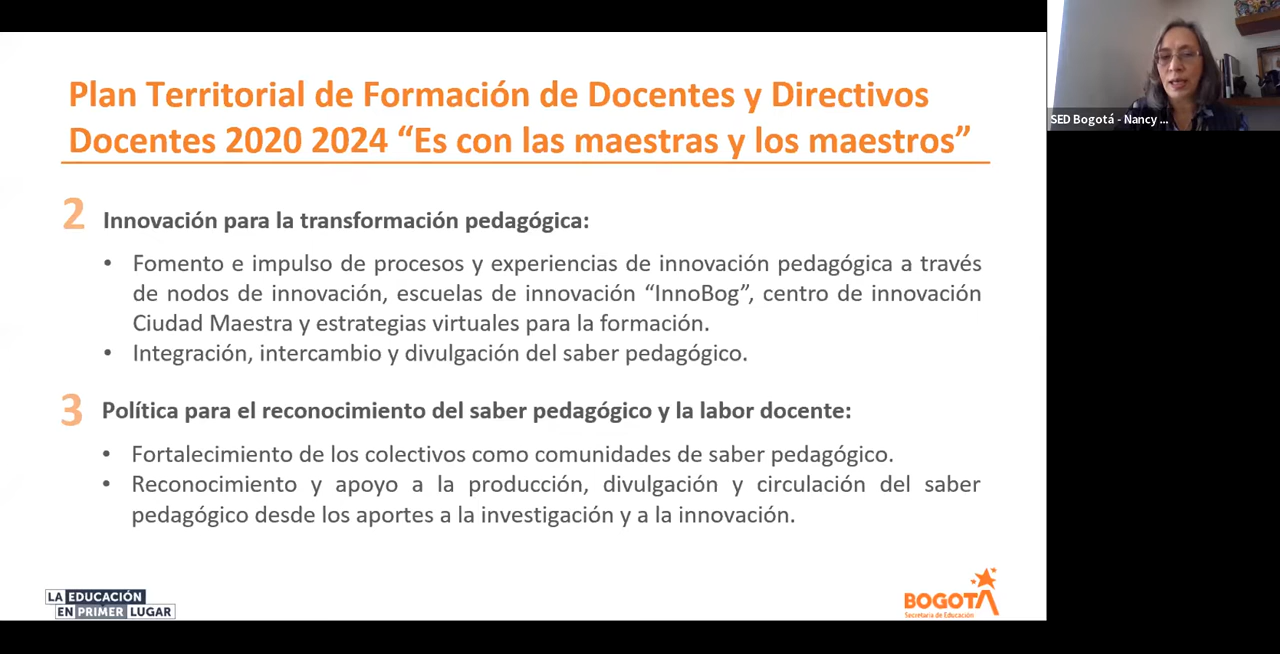 Plan Territorial de Formación de Docentes y Directivos
Docentes 2020 2024 “Es con las maestras y los maestros”
2 Innovación para la transformación pedagógica:
• Fomento e impulso de procesos y experiencias de innovación pedagógica a través
de nodos de innovación, escuelas de innovación “InnoBog”, centro de innovación
Ciudad Maestra y estrategias virtuales para la formación.
• Integración, intercambio y divulgación del saber pedagógico.
3 Política para el reconocimiento del saber pedagógico y la labor docente:
• Fortalecimiento de los colectivos como comunidades de saber pedagógico.
• Reconocimiento y apoyo a la producción, divulgación y circulación del saber
pedagógico desde los aportes a la investigación y a la innovación.
LA EDUCACIÓN
EN PRIMER LUGAR
BOGOTÁ
Secretaría de Educación
SED Bogotá - Nancy ...